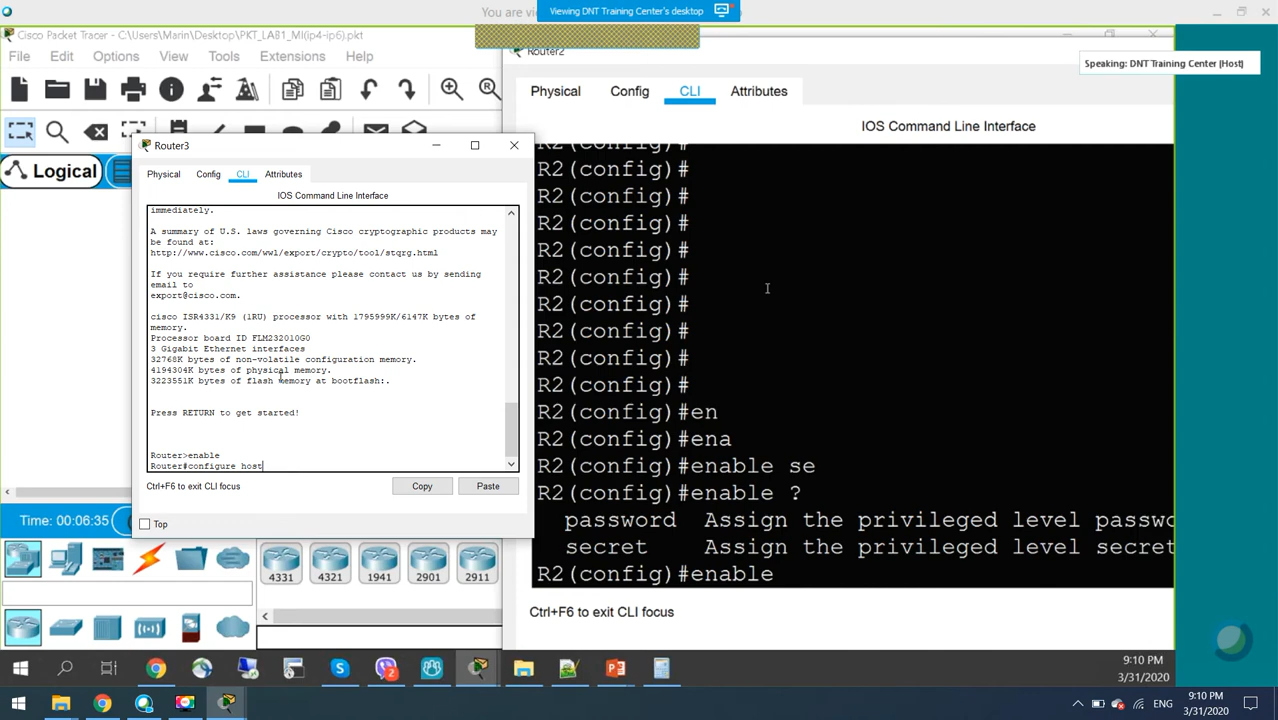 You are vi
Viewing DNT Training Center's desktop
Cisco Packet Tracer - C:\Users\Marin\Desktop\PKT_LAB1_MI(ip4-ip6).pkt
File Edit Options View Tools Extensions Help
Router2
Speaking: DNT Training Center (Host)
Physical Config CLI Attributes
IOS Command Line Interface
Logical
Router3
Physical Config CLI Attributes
IOS Command Line Interface
immediately.
A summary of U.S. laws governing Cisco cryptographic products may
be found at:
http://www.cisco.com/wwl/export/crypto/tool/stqrg.html
If you require further assistance please contact us by sending
email to
export@cisco.com.
cisco ISR4331/K9 (1RU) processor with 1795999K/6147K bytes of
memory.
Processor board ID FLM232010G0
3 Gigabit Ethernet interfaces
32768K bytes of non-volatile configuration memory.
4194304K bytes of physical memory.
3223551K bytes of flash memory at bootflash:.
Press RETURN to get started!
Router>enable
Router#configure host
Ctrl+F6 to exit CLI focus
Copy Paste
Top
R2(config)#
R2(config)#
R2(config)#
R2(config)#
R2(config)#
R2(config)#
R2(config)#
R2(config)#
R2(config)#
R2(config)#
R2(config)#en
R2(config)#ena
R2(config)#enable se
R2(config)#enable ?
password Assign the privileged level passwo
secret Assign the privileged level secret
R2(config)#enable
Ctrl+F6 to exit CLI focus
Time: 00:06:35
4331 4321 1941 2901 2911
9:10 PM
3/31/2020
ENG
9:10 PM
3/31/2020